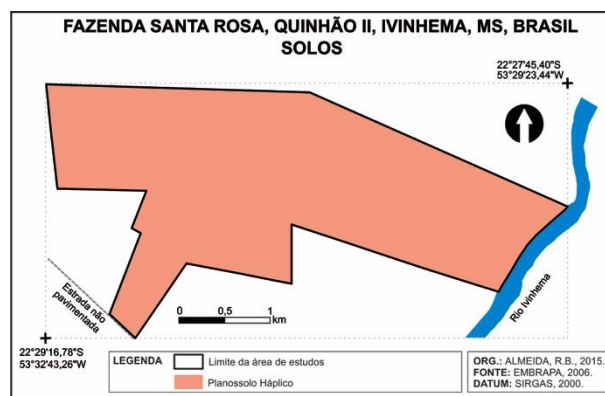 FAZENDA SANTA ROSA, QUINHÃO II, IVINHEMA, MS, BRASIL
SOLOS
22°27'45,40"S
53°29'23,44"W
Estrada não
pavimentada
0 0,5 1
km
Rio Ivinhema
22°29'16,78"S
53°32'43,26"W
LEGENDA
Limite da área de estudos
Planossolo Háplico
ORG.: ALMEIDA, R.B., 2015.
FONTE: EMBRAPA, 2006.
DATUM: SIRGAS, 2000.